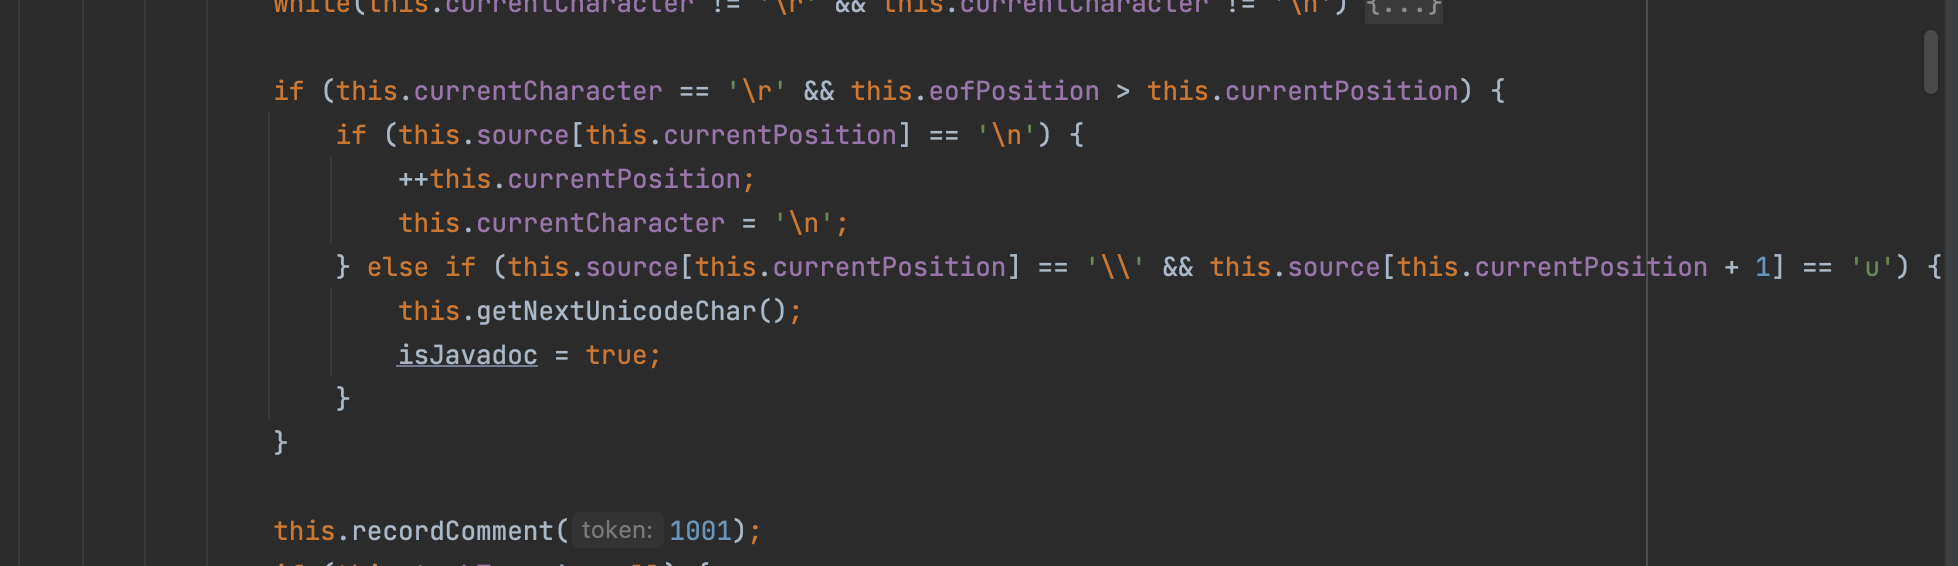 while(this.currentCharacter != '\r' && this.currentCharacter != '\n') {...}
if (this.currentCharacter == '\r' && this.eofPosition > this.currentPosition) {
if (this.source[this.currentPosition] == '\n') {
++this.currentPosition;
this.currentCharacter = '\n';
} else if (this.source[this.currentPosition] == '\\' && this.source[this.currentPosition + 1] == 'u') {
this.getNextUnicodeChar();
isJavadoc = true;
}
}
this.recordComment( token: 1001);